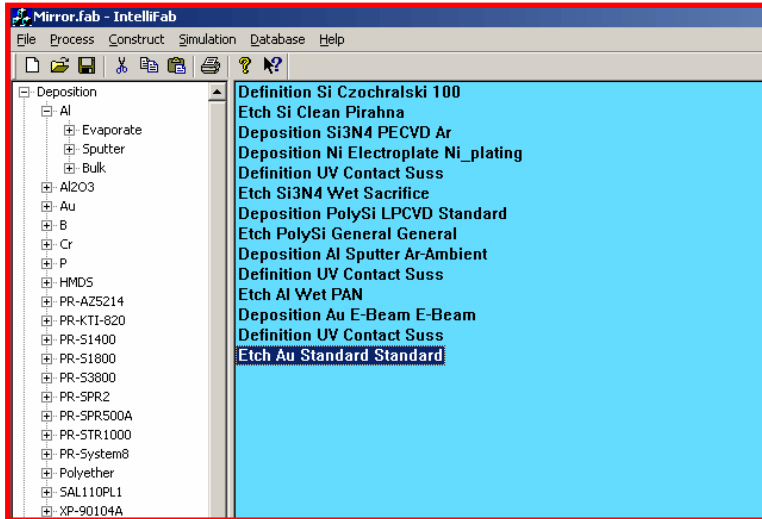 Mirror.fab - IntelliFab
File Process Construct Simulation Database Help
Deposition
Al
Evaporate
Sputter
Bulk
Al2O3
Au
B
Cr
P
HMDS
PR-AZ5214
PR-KTI-820
PR-S1400
PR-S1800
PR-S3800
PR-SPR2
PR-SPR500A
PR-STR1000
PR-System8
Polyether
SAL110PL1
XP-90104A
Definition Si Czochralski 100
Etch Si Clean Pirahna
Deposition Si3N4 PECVD Ar
Deposition Ni Electroplate Ni_plating
Definition UV Contact Suss
Etch Si3N4 Wet Sacrifice
Deposition PolySi LPCVD Standard
Etch PolySi General General
Deposition Al Sputter Ar-Ambient
Definition UV Contact Suss
Etch Al Wet PAN
Deposition Au E-Beam E-Beam
Definition UV Contact Suss
Etch Au Standard Standard